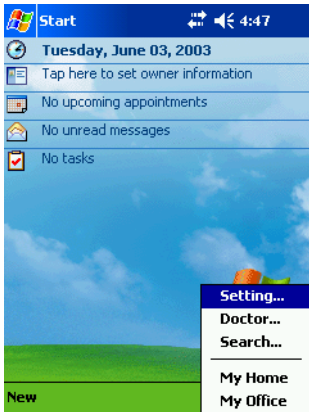 Start 4:47
Tuesday, June 03, 2003
Tap here to set owner information
No upcoming appointments
No unread messages
No tasks
Setting...
Doctor...
Search...
My Home
New My Office